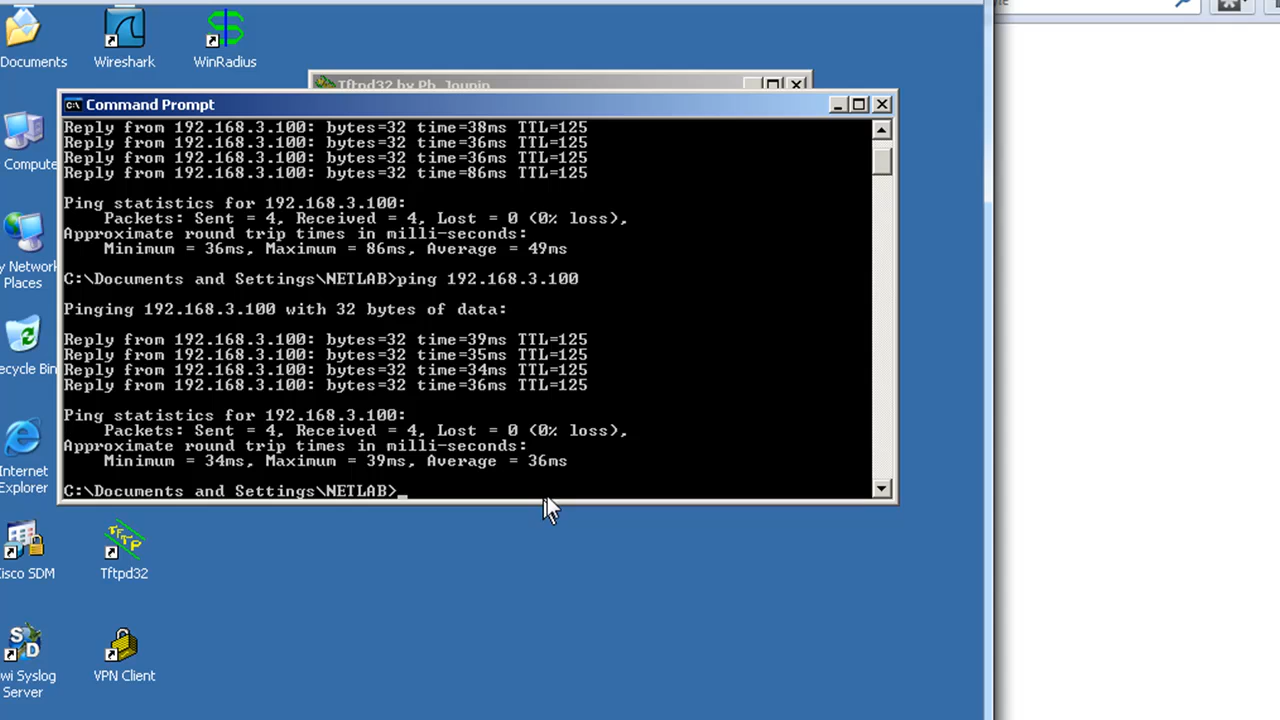 yle
Documents
Wireshark
WinRadius
Tftpd32 by Ph. Jounin
Command Prompt
Reply from 192.168.3.100: bytes=32 time=38ms TTL=125
Reply from 192.168.3.100: bytes=32 time=36ms TTL=125
Reply from 192.168.3.100: bytes=32 time=36ms TTL=125
Reply from 192.168.3.100: bytes=32 time=86ms TTL=125
Ping statistics for 192.168.3.100:
Packets: Sent = 4, Received = 4, Lost = 0 (0% loss),
Approximate round trip times in milli-seconds:
Minimum = 36ms, Maximum = 86ms, Average = 49ms
C:\Documents and Settings\NETLAB>ping 192.168.3.100
Pinging 192.168.3.100 with 32 bytes of data:
Reply from 192.168.3.100: bytes=32 time=39ms TTL=125
Reply from 192.168.3.100: bytes=32 time=35ms TTL=125
Reply from 192.168.3.100: bytes=32 time=34ms TTL=125
Reply from 192.168.3.100: bytes=32 time=36ms TTL=125
Ping statistics for 192.168.3.100:
Packets: Sent = 4, Received = 4, Lost = 0 (0% loss),
Approximate round trip times in milli-seconds:
Minimum = 34ms, Maximum = 39ms, Average = 36ms
C:\Documents and Settings\NETLAB>_
Compute
y Network
Places
ecycle Bin
Internet
Explorer
isco SDM
TFTP
Tftpd32
wi Syslog
Server
VPN Client